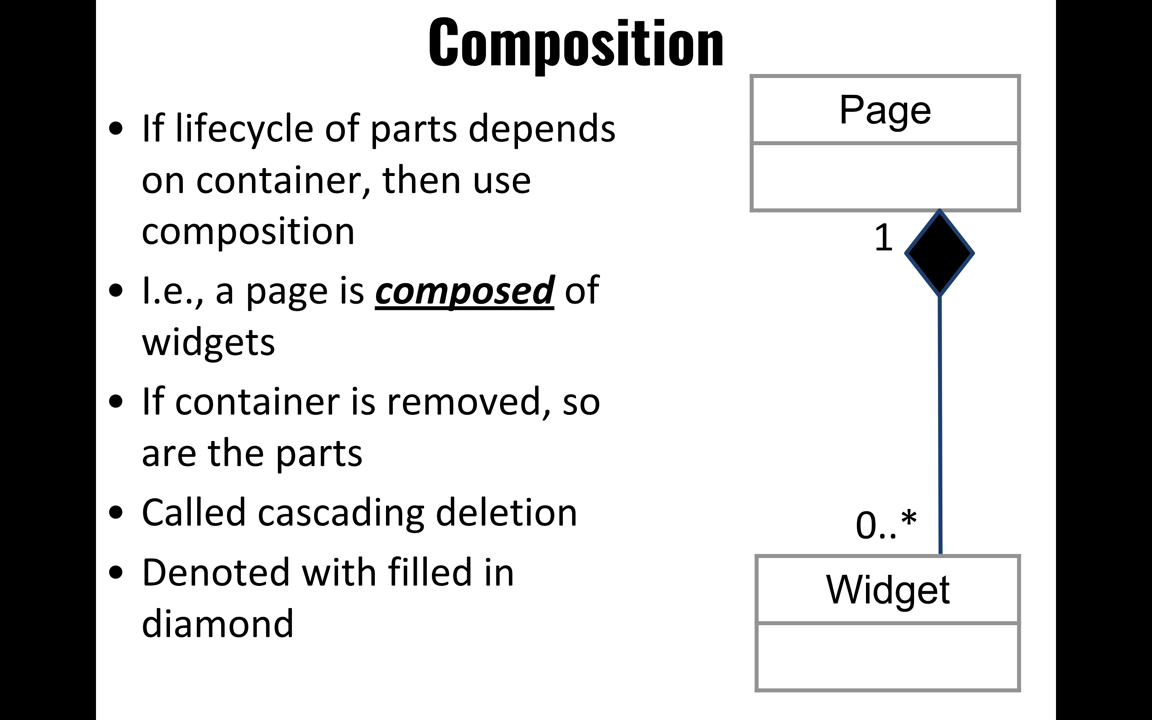 Composition
• If lifecycle of parts depends
on container, then use
composition
• I.e., a page is composed of
widgets
• If container is removed, so
are the parts
• Called cascading deletion
• Denoted with filled in
diamond
Page
1
0..*
Widget